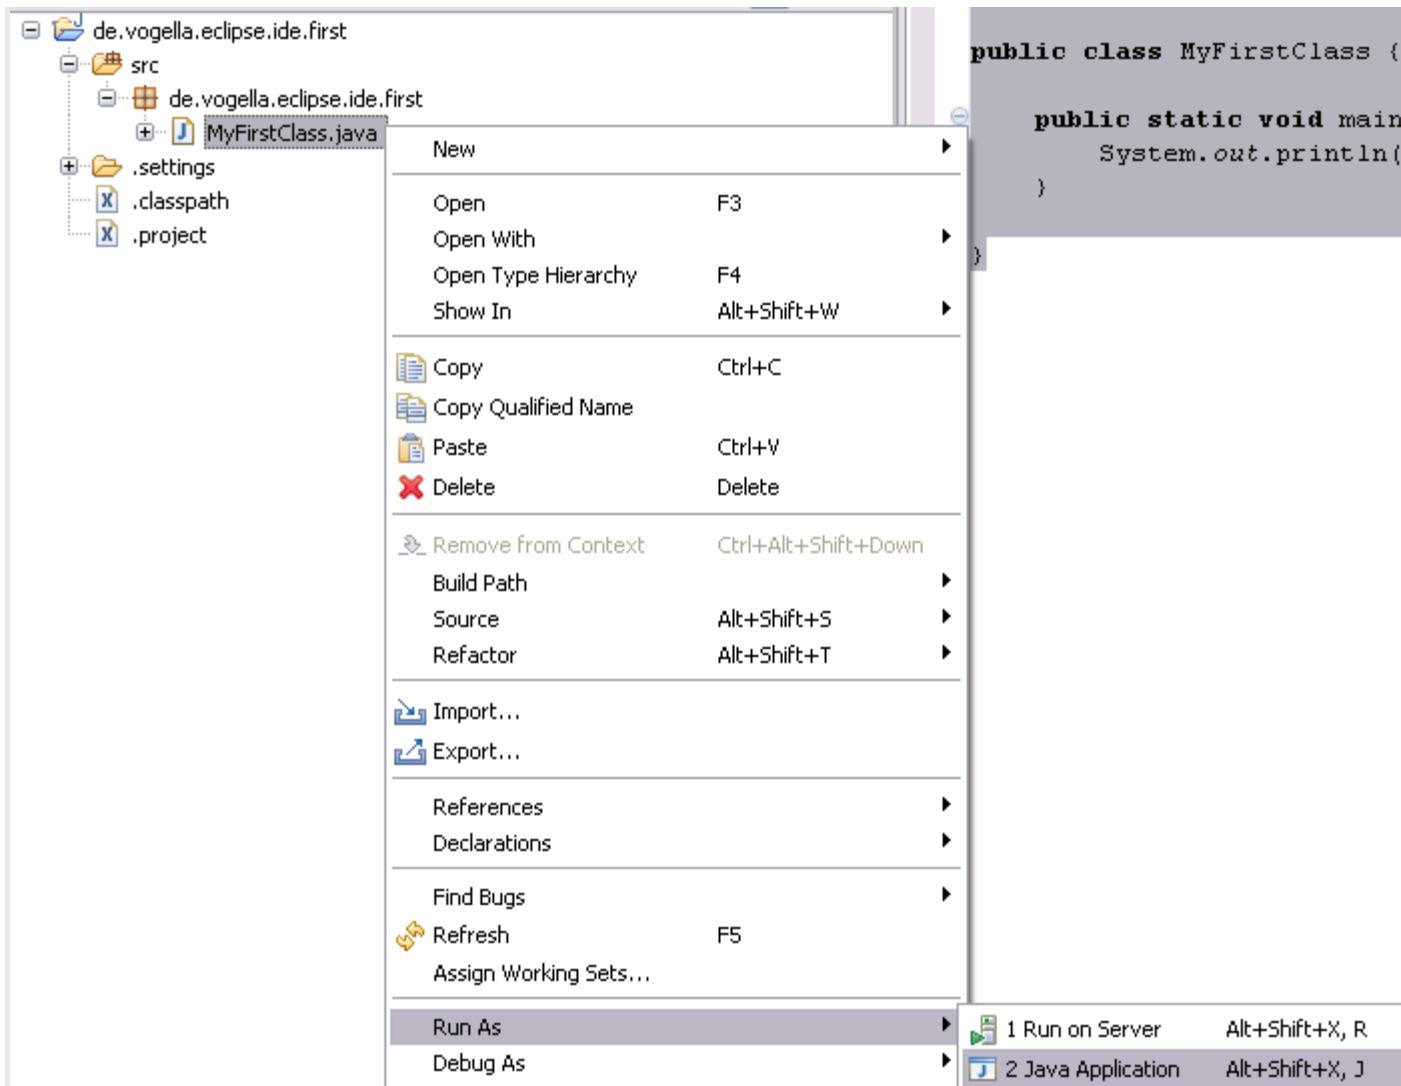 de.vogella.eclipse.ide.first
src
de.vogella.eclipse.ide.first
MyFirstClass.java
.settings
.classpath
.project
New
Open F3
Open With
Open Type Hierarchy F4
Show In Alt+Shift+W
Copy Ctrl+C
Copy Qualified Name
Paste Ctrl+V
Delete Delete
Remove from Context Ctrl+Alt+Shift+Down
Build Path
Source Alt+Shift+S
Refactor Alt+Shift+T
Import...
Export...
References
Declarations
Find Bugs
Refresh F5
Assign Working Sets...
Run As
Debug As
1 Run on Server Alt+Shift+X, R
2 Java Application Alt+Shift+X, J
public class MyFirstClass {
public static void main
System.out.println(
}
}